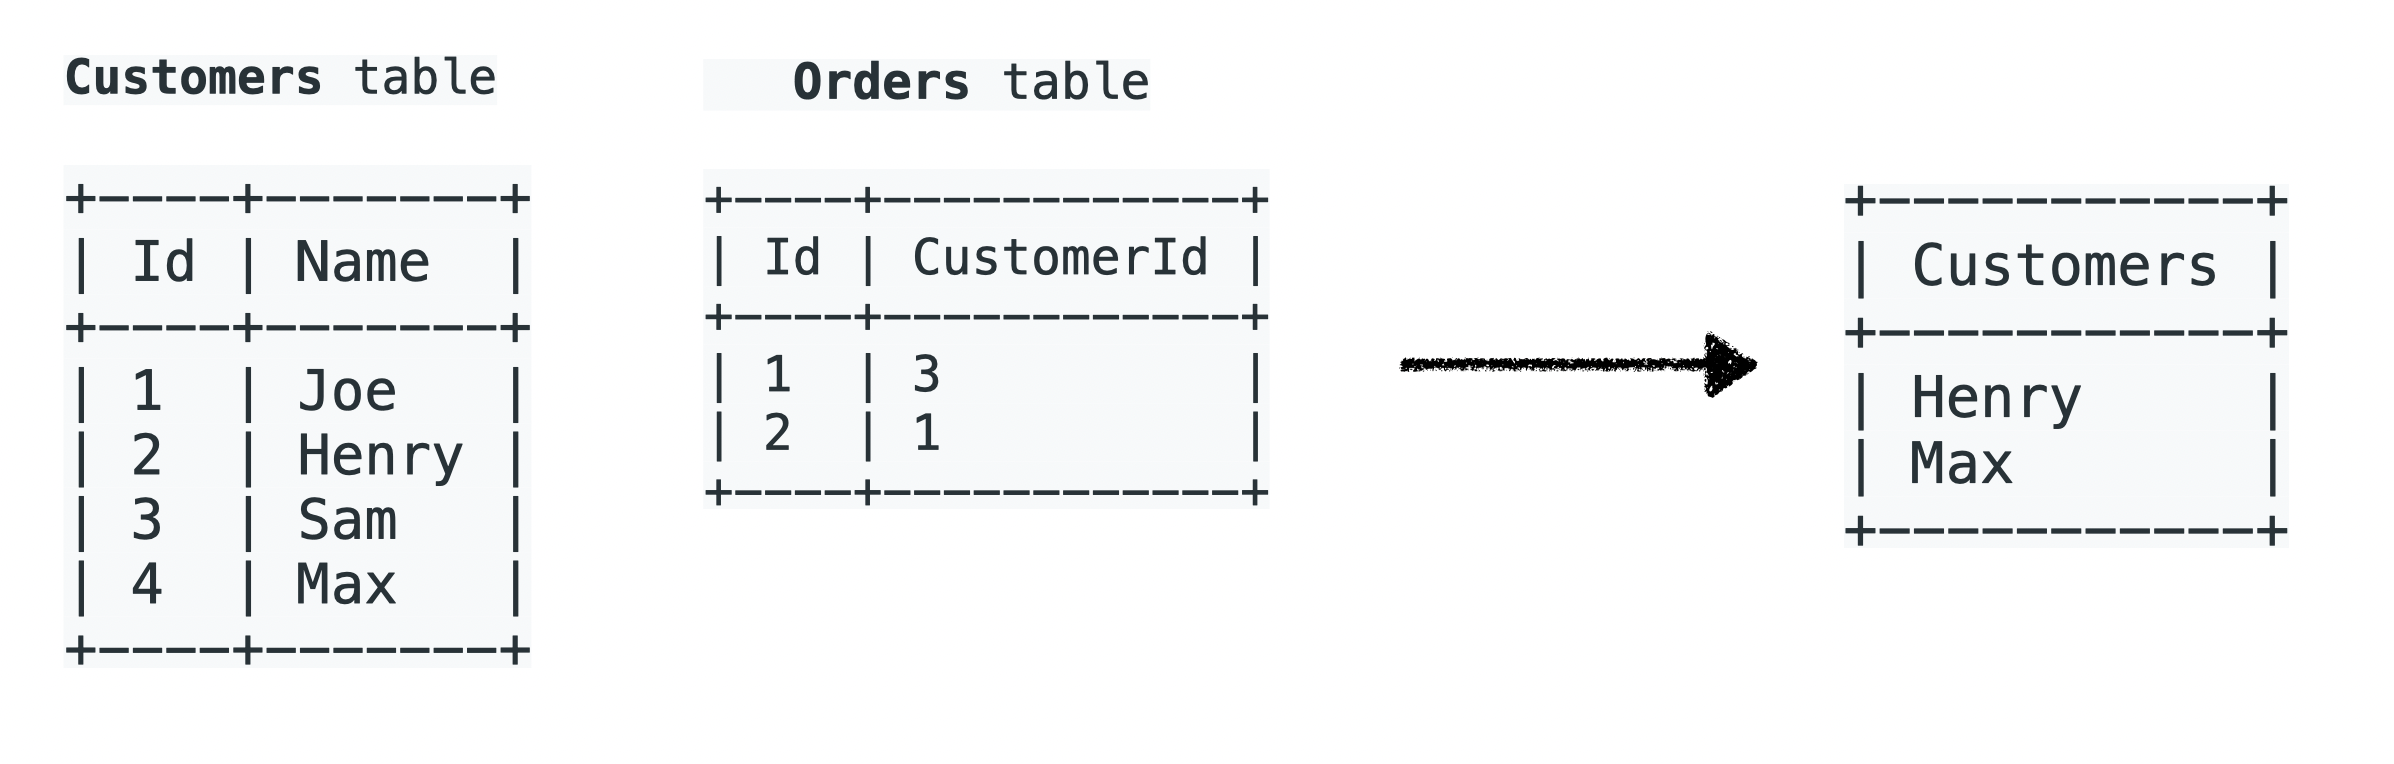 Customers table
+----+-------+
| Id | Name  |
+----+-------+
| 1  | Joe   |
| 2  | Henry |
| 3  | Sam   |
| 4  | Max   |
+----+-------+
Orders table
+----+------------+
| Id | CustomerId |
+----+------------+
| 1  | 3          |
| 2  | 1          |
+----+------------+
+-----------+
| Customers |
+-----------+
| Henry     |
| Max       |
+-----------+